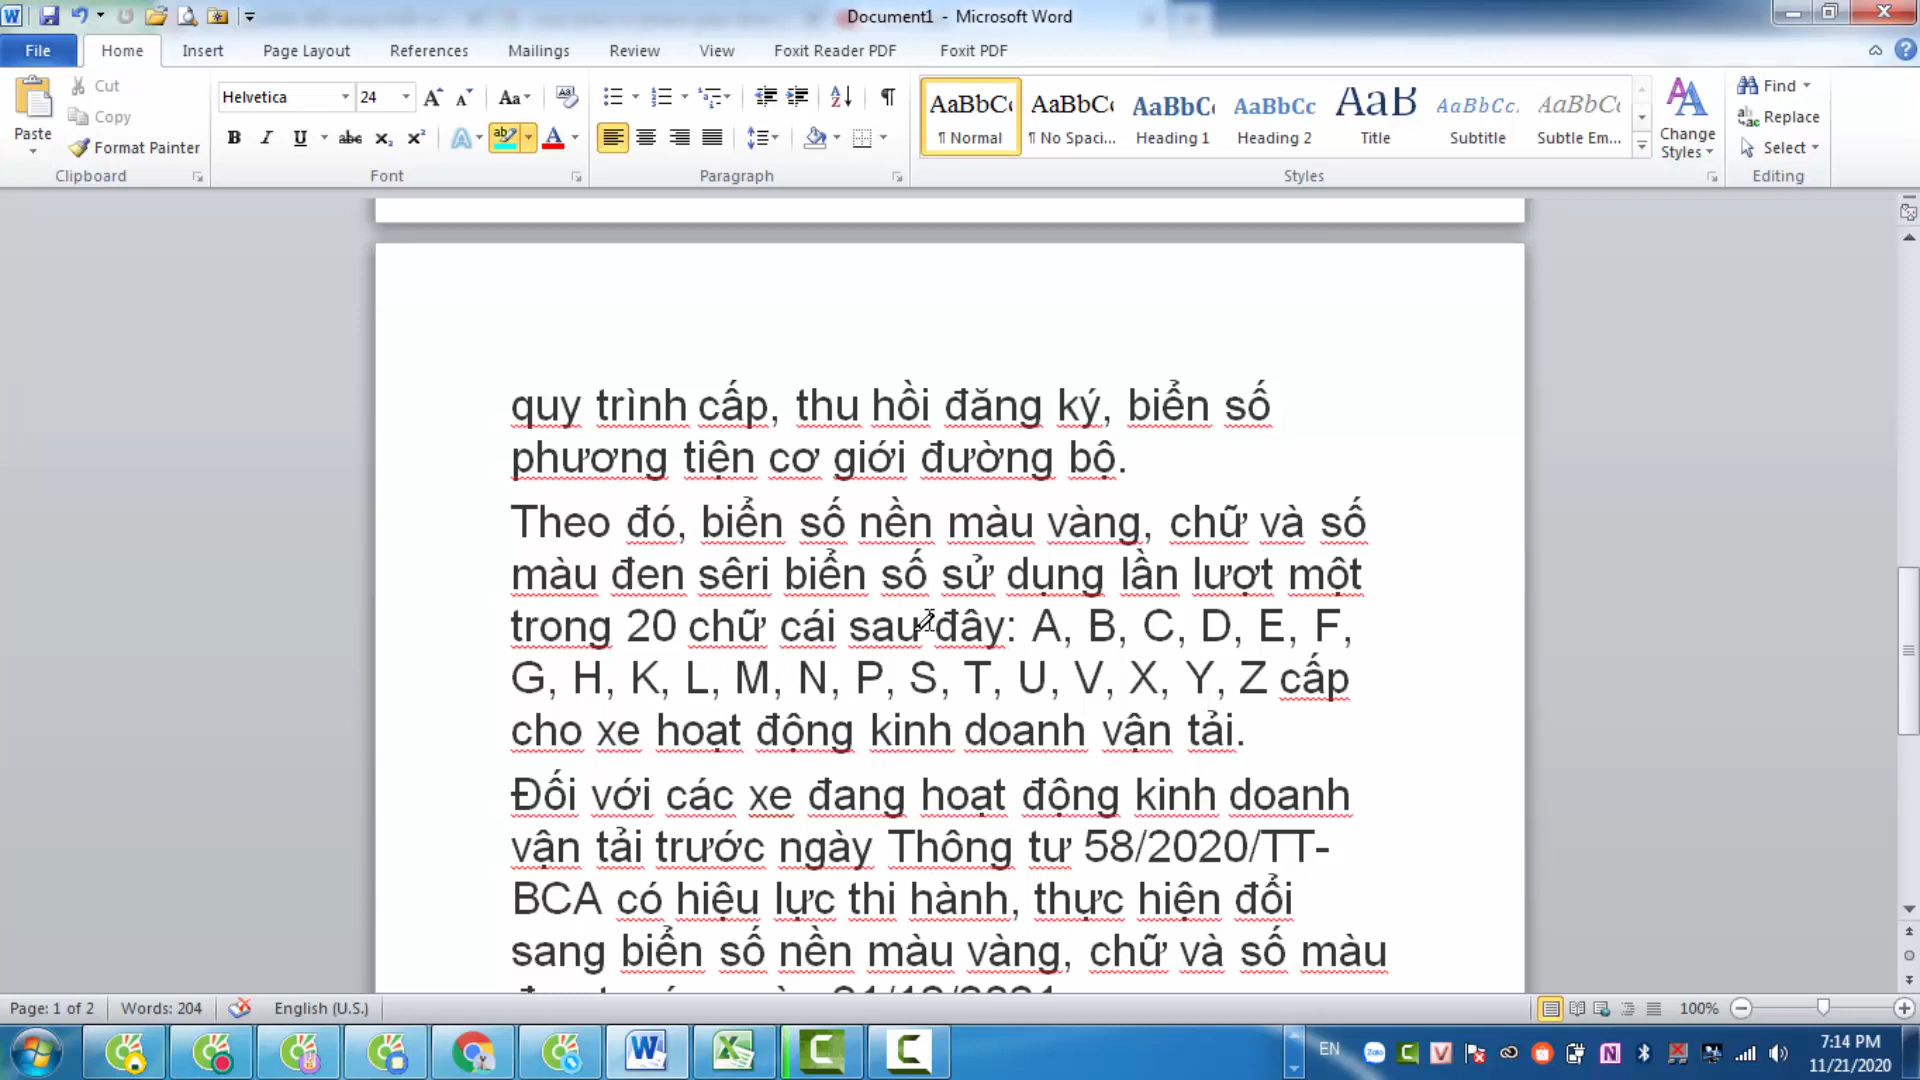 Document1 - Microsoft Word
File Home Insert Page Layout References Mailings Review View Foxit Reader PDF Foxit PDF
Paste
Cut
Copy
Format Painter
Clipboard
Helvetica 24
Font
Paragraph
AaBbCc AaBbCc AaBbC AaBbCc AaB AaBbCc. AaBbCc
¶ Normal ¶ No Spaci... Heading 1 Heading 2 Title Subtitle Subtle Em...
Change Styles
Styles
Find
Replace
Select
Editing
quy trình cấp, thu hồi đăng ký, biển số
phương tiện cơ giới đường bộ.
Theo đó, biển số nền màu vàng, chữ và số
màu đen sêri biển số sử dụng lần lượt một
trong 20 chữ cái sau đây: A, B, C, D, E, F,
G, H, K, L, M, N, P, S, T, U, V, X, Y, Z cấp
cho xe hoạt động kinh doanh vận tải.
Đối với các xe đang hoạt động kinh doanh
vận tải trước ngày Thông tư 58/2020/TT-
BCA có hiệu lực thi hành, thực hiện đổi
sang biển số nền màu vàng, chữ và số màu
Page: 1 of 2 Words: 204 English (U.S.) 100%
EN 7:14 PM
11/21/2020